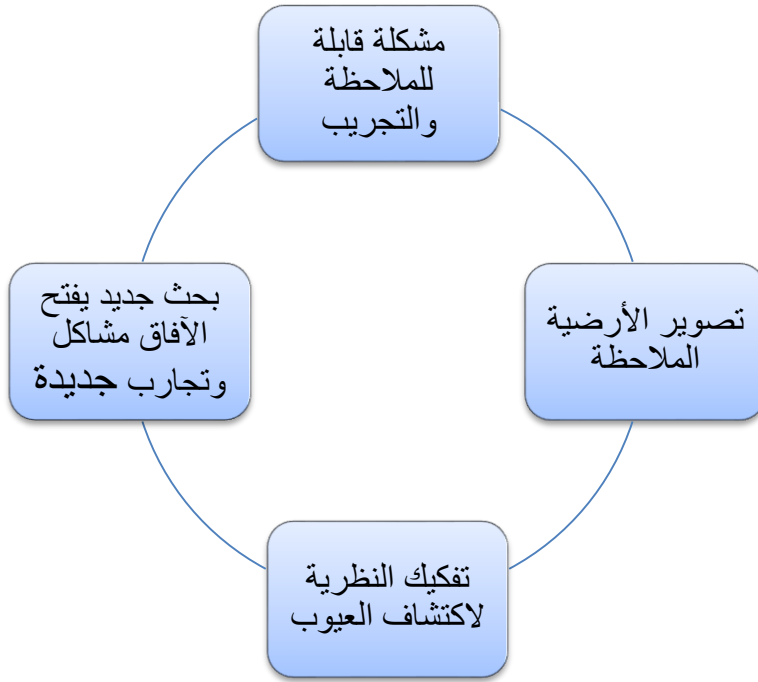 مشكلة قابلة
للملاحظة
والتجريب
تصوير الأرضية
الملاحظة
تفكيك النظرية
لاكتشاف العيوب
بحث جديد يفتح
الآفاق مشاكل
وتجارب جديدة